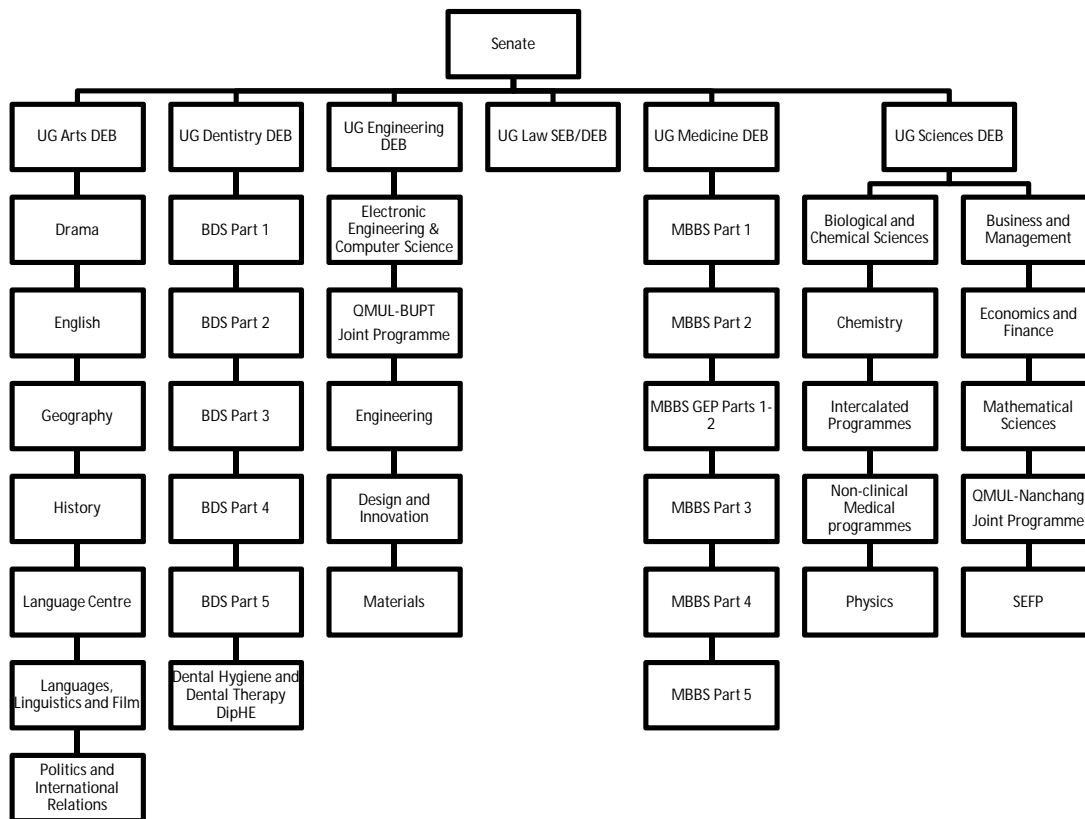 Senate
UG Arts DEB
UG Dentistry DEB
UG Engineering
DEB
UG Law SEB/DEB
UG Medicine DEB
UG Sciences DEB
Drama
BDS Part 1
Electronic
Engineering &
Computer Science
MBBS Part 1
Biological and
Chemical Sciences
Business and
Management
English
BDS Part 2
QMUL-BUPT
Joint Programme
MBBS Part 2
Chemistry
Economics and
Finance
Geography
BDS Part 3
Engineering
MBBS GEP Parts 1-
2
Intercalated
Programmes
Mathematical
Sciences
History
BDS Part 4
Design and
Innovation
MBBS Part 3
Non-clinical
Medical
programmes
QMUL-Nanchang
Joint Programme
Language Centre
BDS Part 5
Materials
MBBS Part 4
Physics
SEFP
Languages,
Linguistics and Film
Dental Hygiene and
Dental Therapy
DipHE
MBBS Part 5
Politics and
International
Relations